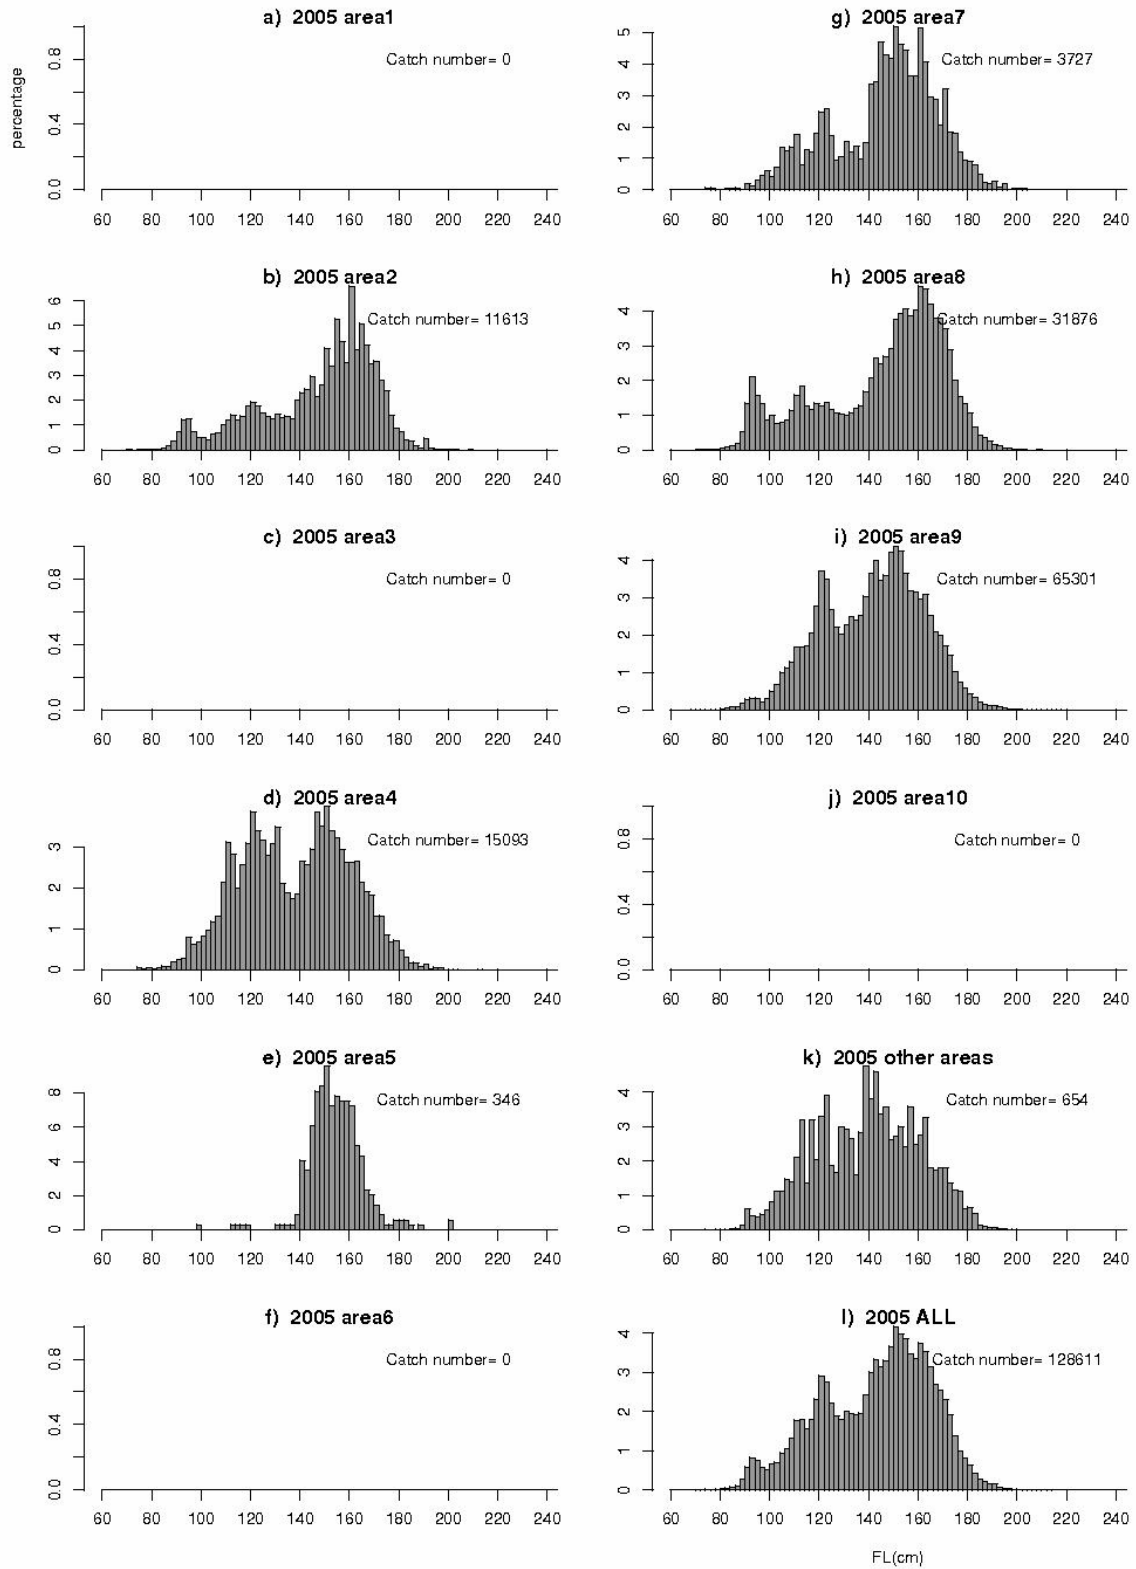 a) 2005 area1
Catch number= 0
percentage
0.0 0.4 0.8
60 80 100 120 140 160 180 200 220 240
b) 2005 area2
Catch number= 11613
0 1 2 3 4 5 6
60 80 100 120 140 160 180 200 220 240
c) 2005 area3
Catch number= 0
0.0 0.4 0.8
60 80 100 120 140 160 180 200 220 240
d) 2005 area4
Catch number= 15093
0 1 2 3
60 80 100 120 140 160 180 200 220 240
e) 2005 area5
Catch number= 346
0 2 4 6 8
60 80 100 120 140 160 180 200 220 240
f) 2005 area6
Catch number= 0
0.0 0.4 0.8
60 80 100 120 140 160 180 200 220 240
g) 2005 area7
Catch number= 3727
0 1 2 3 4 5
60 80 100 120 140 160 180 200 220 240
h) 2005 area8
Catch number= 31876
0 1 2 3 4
60 80 100 120 140 160 180 200 220 240
i) 2005 area9
Catch number= 65301
0 1 2 3 4
60 80 100 120 140 160 180 200 220 240
j) 2005 area10
Catch number= 0
0.0 0.4 0.8
60 80 100 120 140 160 180 200 220 240
k) 2005 other areas
Catch number= 654
0 1 2 3 4
60 80 100 120 140 160 180 200 220 240
l) 2005 ALL
Catch number= 128611
0 1 2 3 4
60 80 100 120 140 160 180 200 220 240
FL(cm)